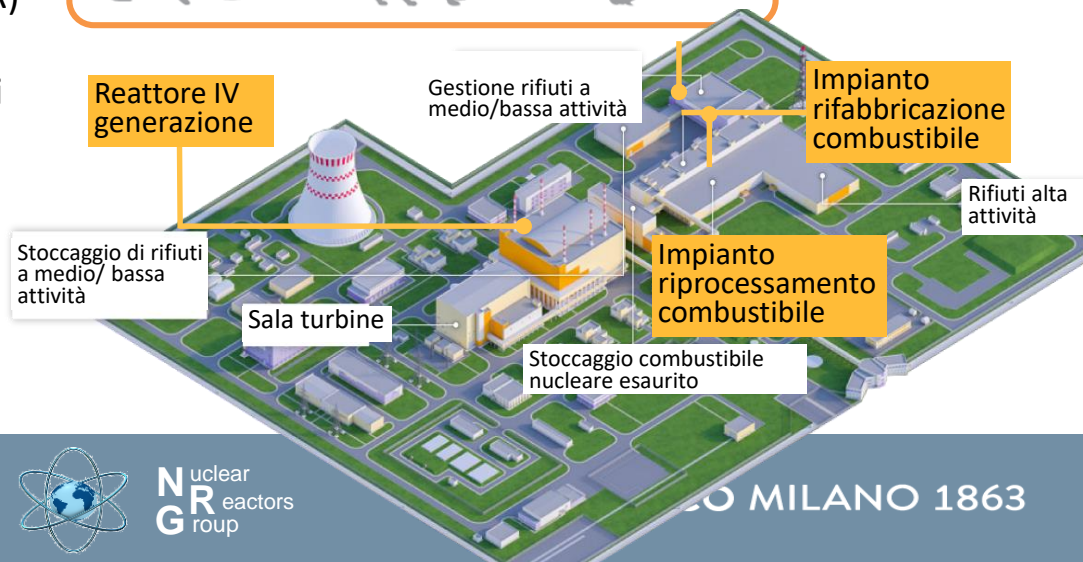 A)
i
Reattore IV
generazione
Gestione rifiuti a
medio/bassa attività
Impianto
rifabbricazione
combustibile
Rifiuti alta
attività
Stoccaggio di rifiuti
a medio/ bassa
attività
Impianto
riprocessamento
combustibile
Sala turbine
Stoccaggio combustibile
nucleare esaurito
Nuclear
Reactors
Group
CO MILANO 1863